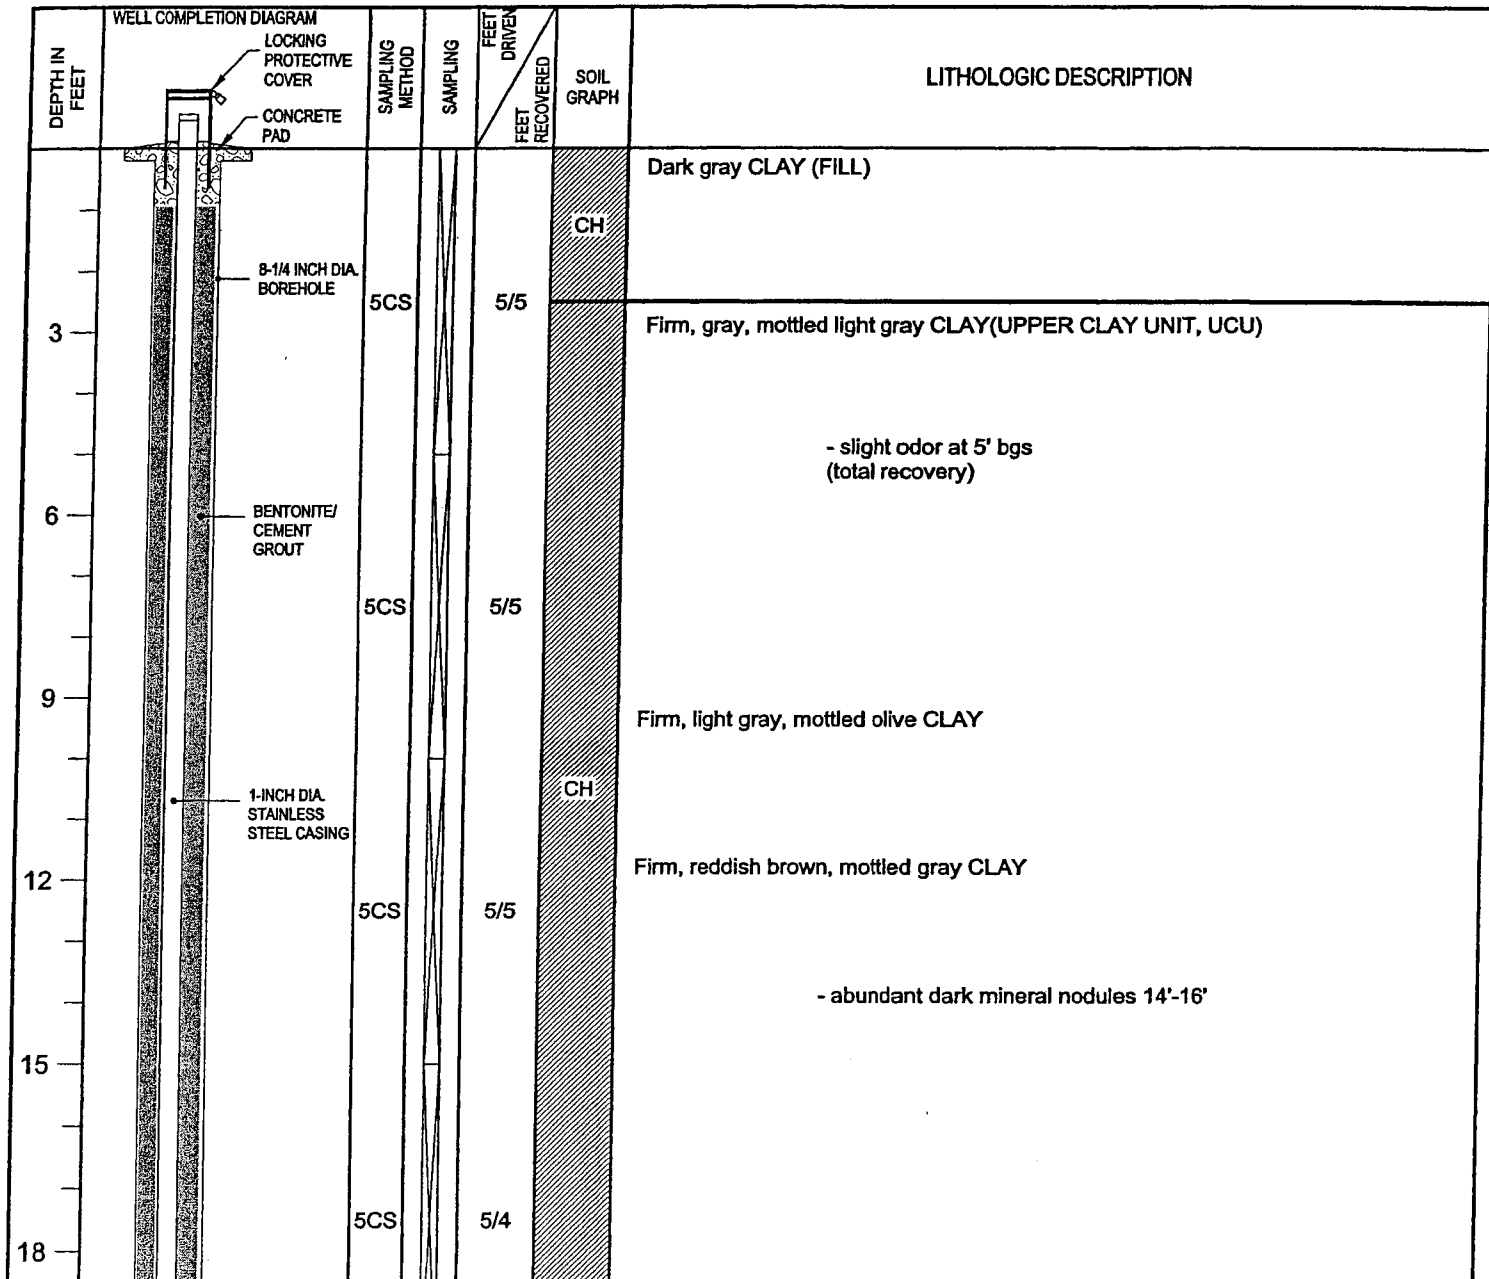 WELL COMPLETION DIAGRAM
DEPTH IN
FEET
LOCKING
PROTECTIVE
COVER
CONCRETE
PAD
SAMPLING
METHOD
SAMPLING
FEET
DRIVEN
FEET
RECOVERED
SOIL
GRAPH
LITHOLOGIC DESCRIPTION
Dark gray CLAY (FILL)
CH
8-1/4 INCH DIA.
BOREHOLE
5CS
5/5
3
Firm, gray, mottled light gray CLAY(UPPER CLAY UNIT, UCU)
- slight odor at 5' bgs
(total recovery)
6
BENTONITE/
CEMENT
GROUT
5CS
5/5
9
Firm, light gray, mottled olive CLAY
CH
1-INCH DIA.
STAINLESS
STEEL CASING
12
Firm, reddish brown, mottled gray CLAY
5CS
5/5
- abundant dark mineral nodules 14'-16'
15
5CS
5/4
18